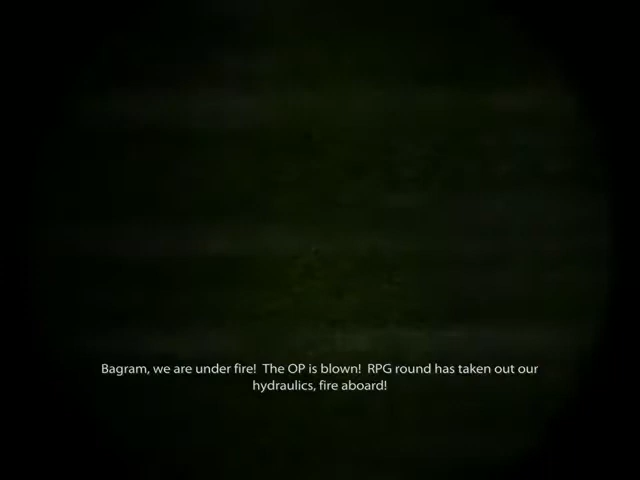 Bagram, we are under fire!  The OP is blown!  RPG round has taken out our
hydraulics, fire aboard!